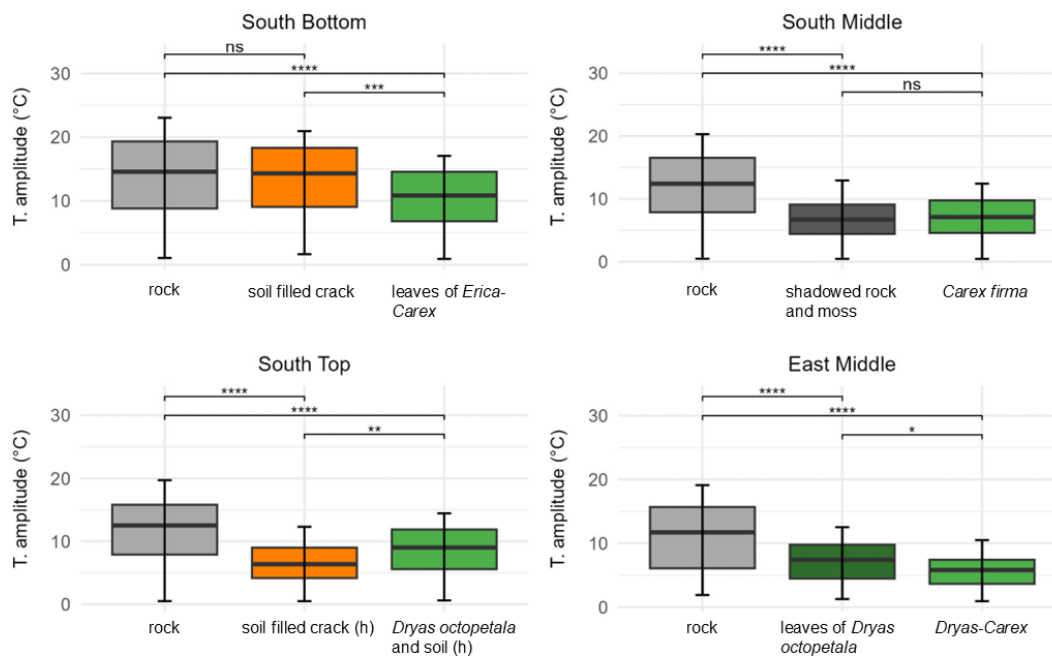 South Bottom
ns
****
***
T. amplitude (°C)
30
20
10
0
rock
soil filled crack
leaves of Erica-
Carex
South Middle
****
****
ns
T. amplitude (°C)
30
20
10
0
rock
shadowed rock
and moss
Carex firma
South Top
****
****
**
T. amplitude (°C)
30
20
10
0
rock
soil filled crack (h)
Dryas octopetala
and soil (h)
East Middle
****
****
*
T. amplitude (°C)
30
20
10
0
rock
leaves of Dryas
octopetala
Dryas-Carex